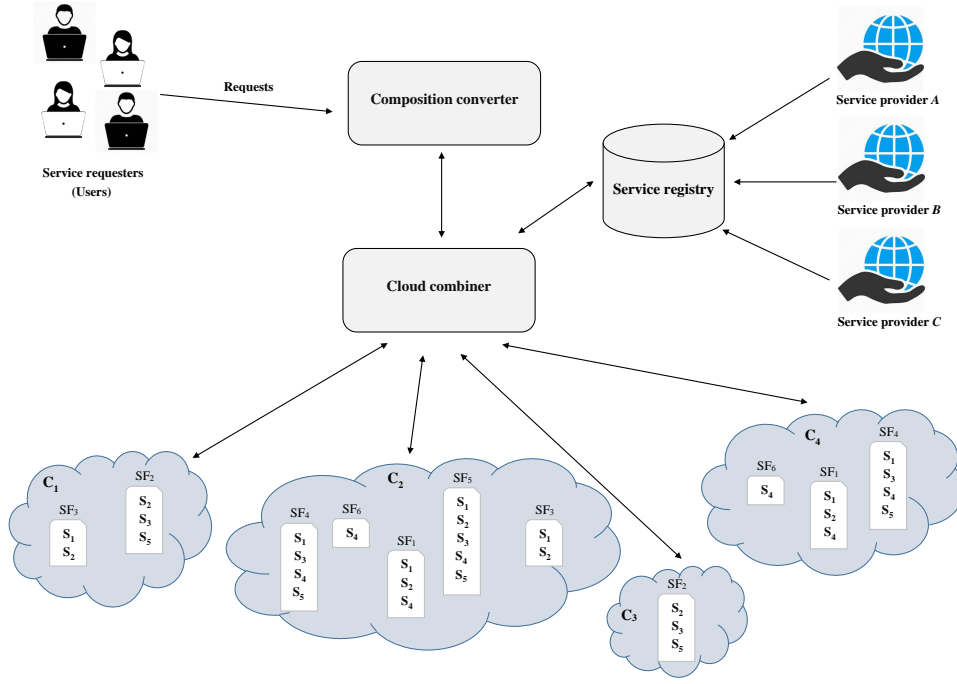 Requests
Composition converter
Service provider A
Service requesters
(Users)
Service registry
Service provider B
Cloud combiner
Service provider C
C1
SF2
S2
S3
S5
SF3
S1
S2
C2
SF4
S1
S3
S4
S5
SF6
S4
SF1
S1
S2
S4
SF5
S1
S2
S3
S4
S5
SF3
S1
S2
C3
SF2
S2
S3
S5
C4
SF6
S4
SF1
S1
S2
S4
SF4
S1
S3
S4
S5